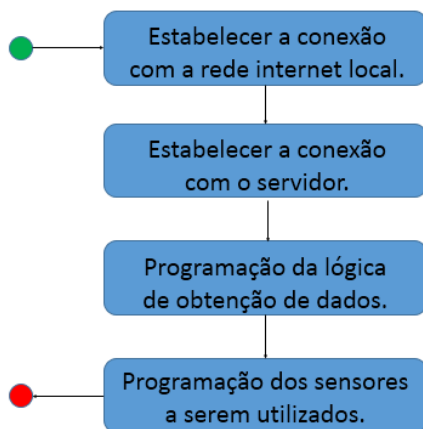 Estabelecer a conexão
com a rede internet local.
Estabelecer a conexão
com o servidor.
Programação da lógica
de obtenção de dados.
Programação dos sensores
a serem utilizados.